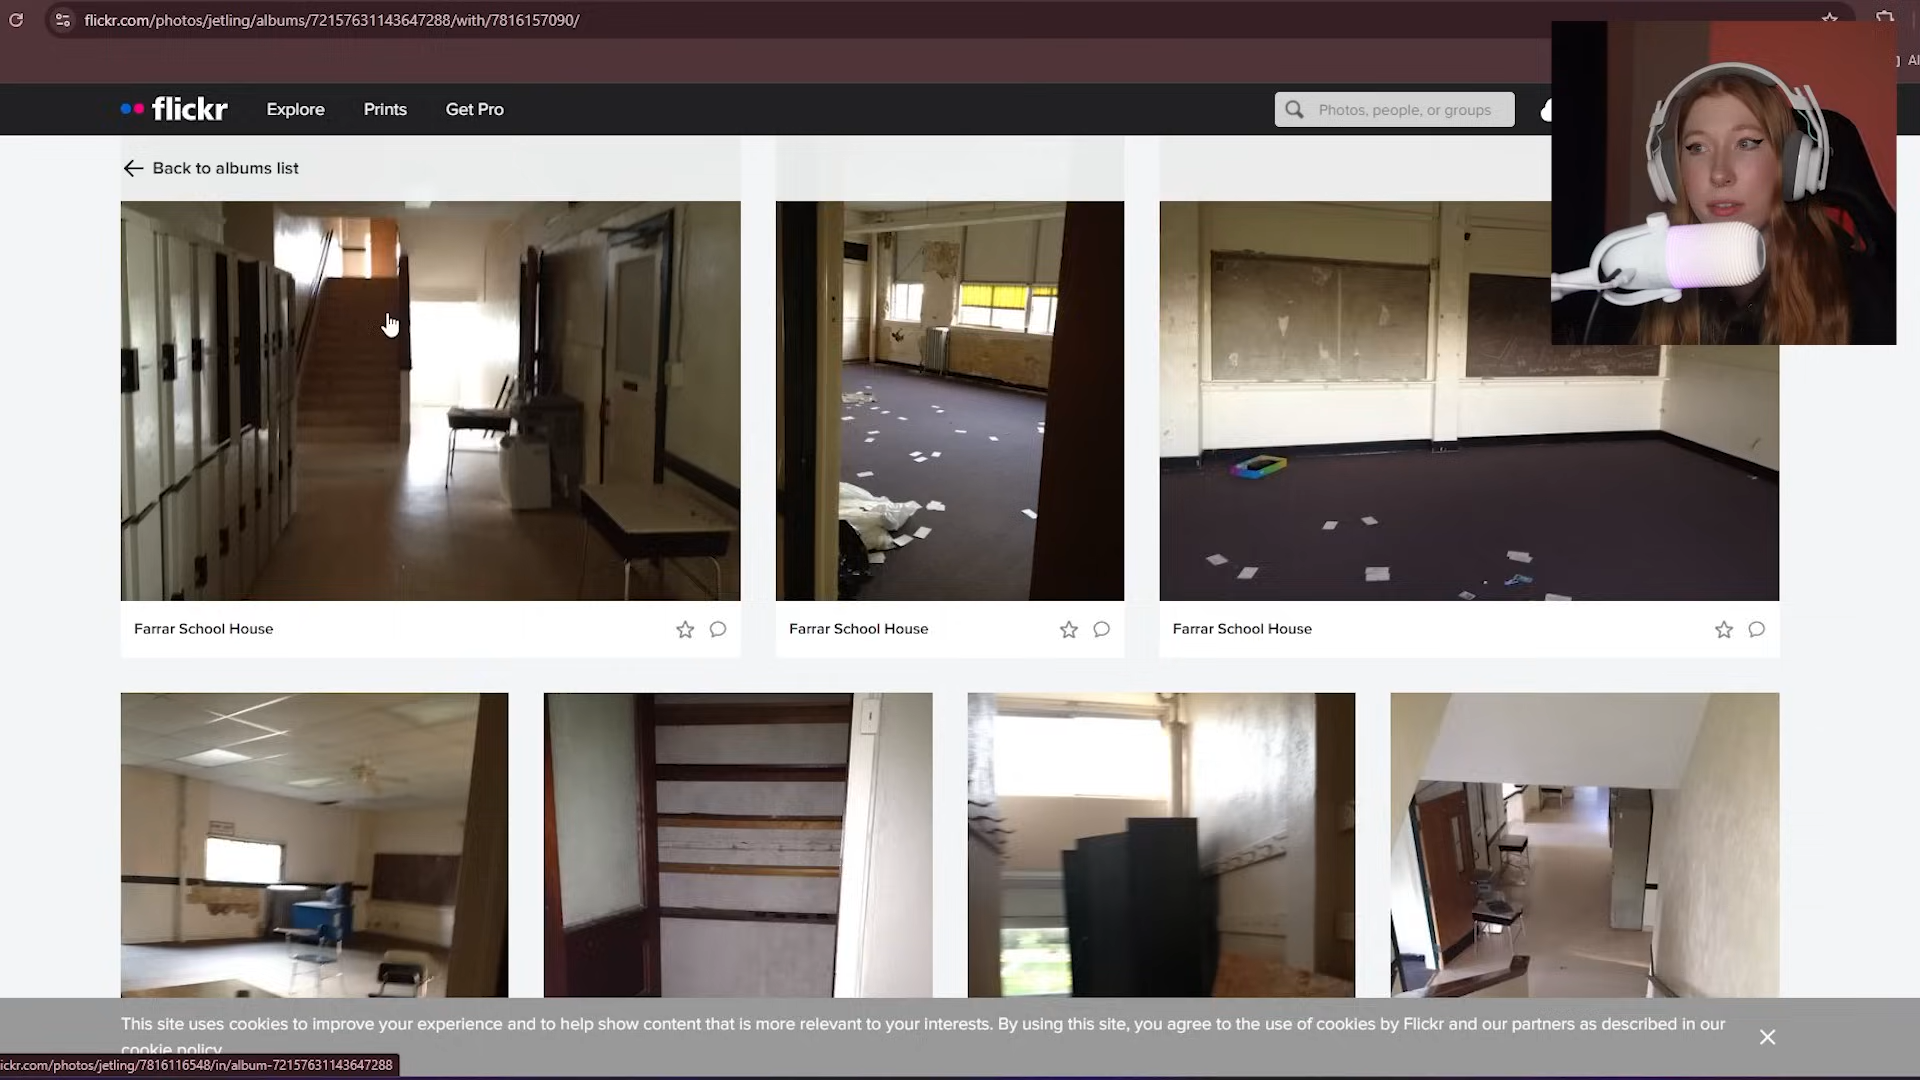 flickr.com/photos/jetling/albums/72157631143647288/with/7816157090/
Al
flickr
Explore
Prints
Get Pro
Photos, people, or groups
Back to albums list
Farrar School House
Farrar School House
Farrar School House
This site uses cookies to improve your experience and to help show content that is more relevant to your interests. By using this site, you agree to the use of cookies by Flickr and our partners as described in our
cookie policy
ickr.com/photos/jetling/7816116548/in/album-72157631143647288